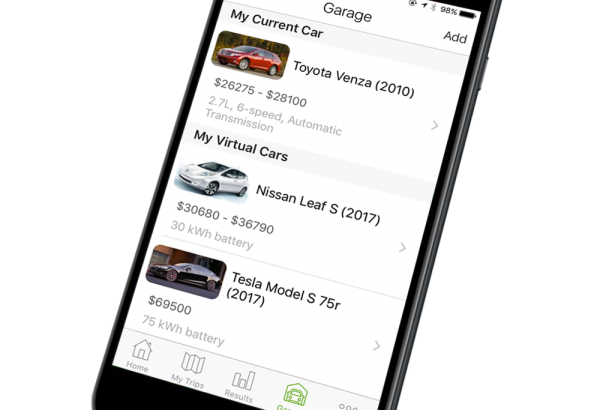 98%
Garage
Add
My Current Car
Toyota Venza (2010)
$26275 - $28100
2.7L, 6-speed, Automatic
Transmission
My Virtual Cars
Nissan Leaf S (2017)
$30680 - $36790
30 kWh battery
Tesla Model S 75r
(2017)
$69500
75 kWh battery
Home
My Trips
Results